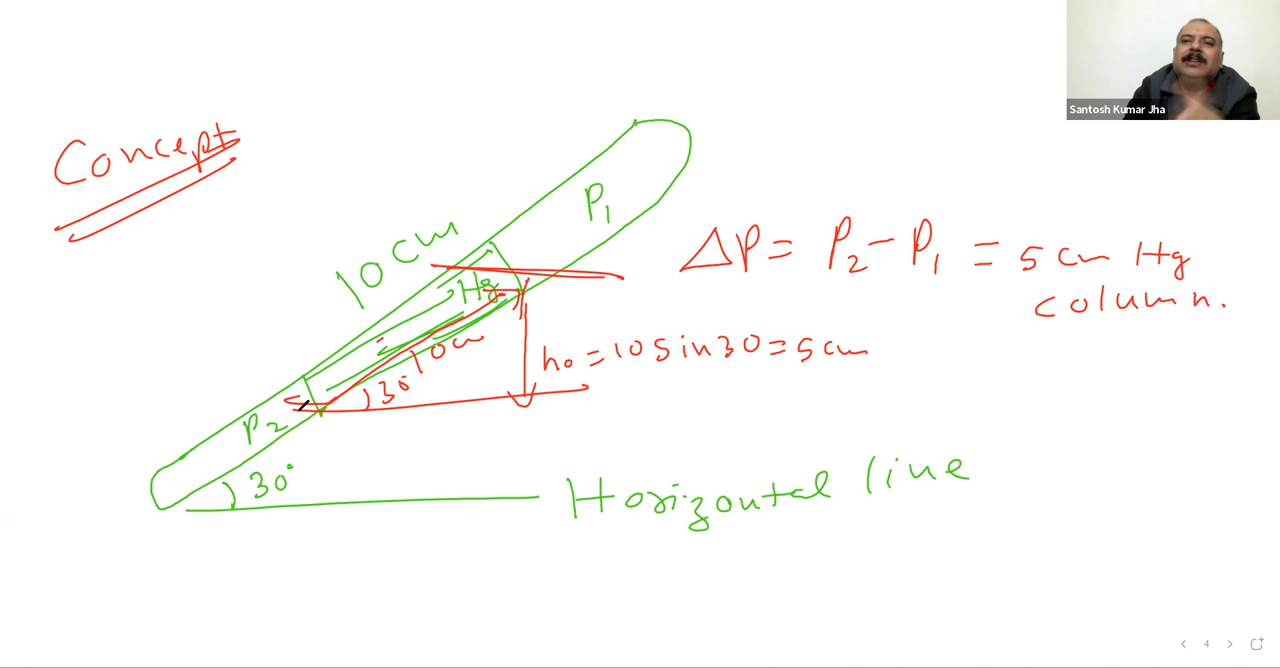 Santosh Kumar Jha
Concept
P1
10 cm
Hg
ΔP = P2 - P1 = 5 cm Hg
column.
10 cm
h0 = 10 sin 30 = 5 cm
30°
P2
30°
Horizontal line
4